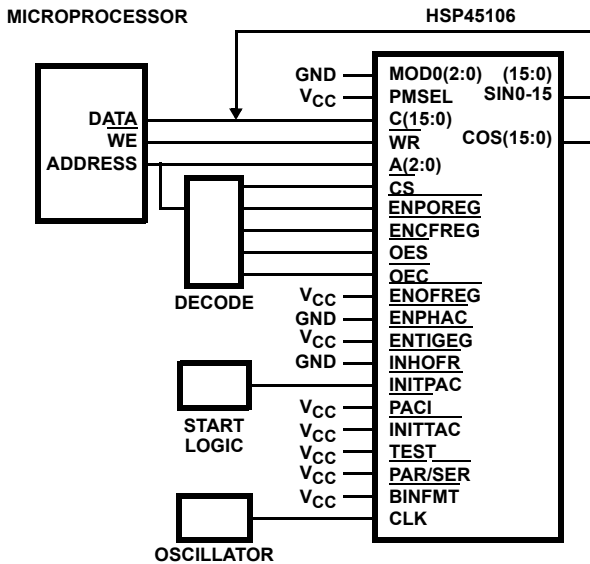 MICROPROCESSOR
HSP45106
GND
MOD0(2:0)
(15:0)
VCC
PMSEL
SIN0-15
DATA
C(15:0)
WE
WR
COS(15:0)
ADDRESS
A(2:0)
CS
ENPOREG
ENCFREG
OES
OEC
DECODE
VCC
ENOFREG
GND
ENPHAC
VCC
ENTIGEG
GND
INHOFR
INITPAC
START
LOGIC
VCC
PACI
VCC
INITTAC
VCC
TEST
VCC
PAR/SER
VCC
BINFMT
CLK
OSCILLATOR